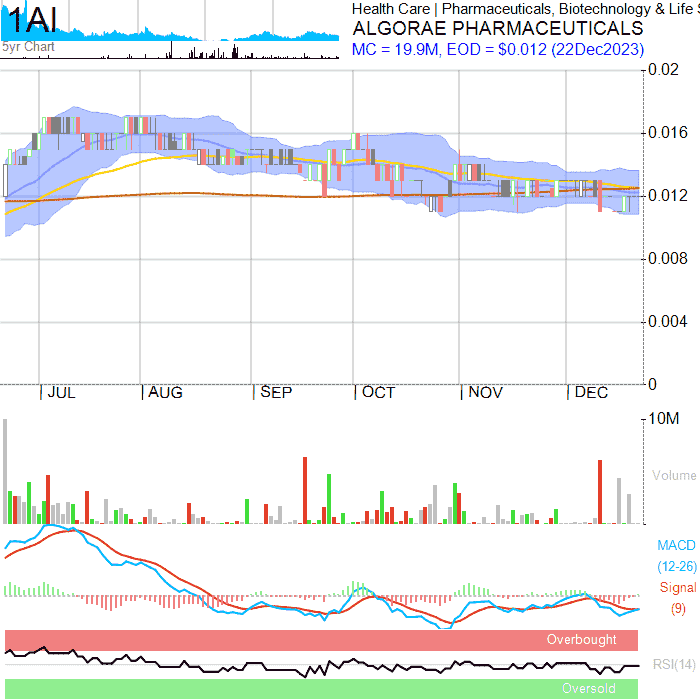 1AI
5yr Chart
Health Care | Pharmaceuticals, Biotechnology & Life S
ALGORAE PHARMACEUTICALS
MC = 19.9M, EOD = $0.012 (22Dec2023)
0.02
0.016
0.012
0.008
0.004
0
JUL AUG SEP OCT NOV DEC
10M
Volume
MACD
(12-26)
Signal
(9)
Overbought
RSI(14)
Oversold